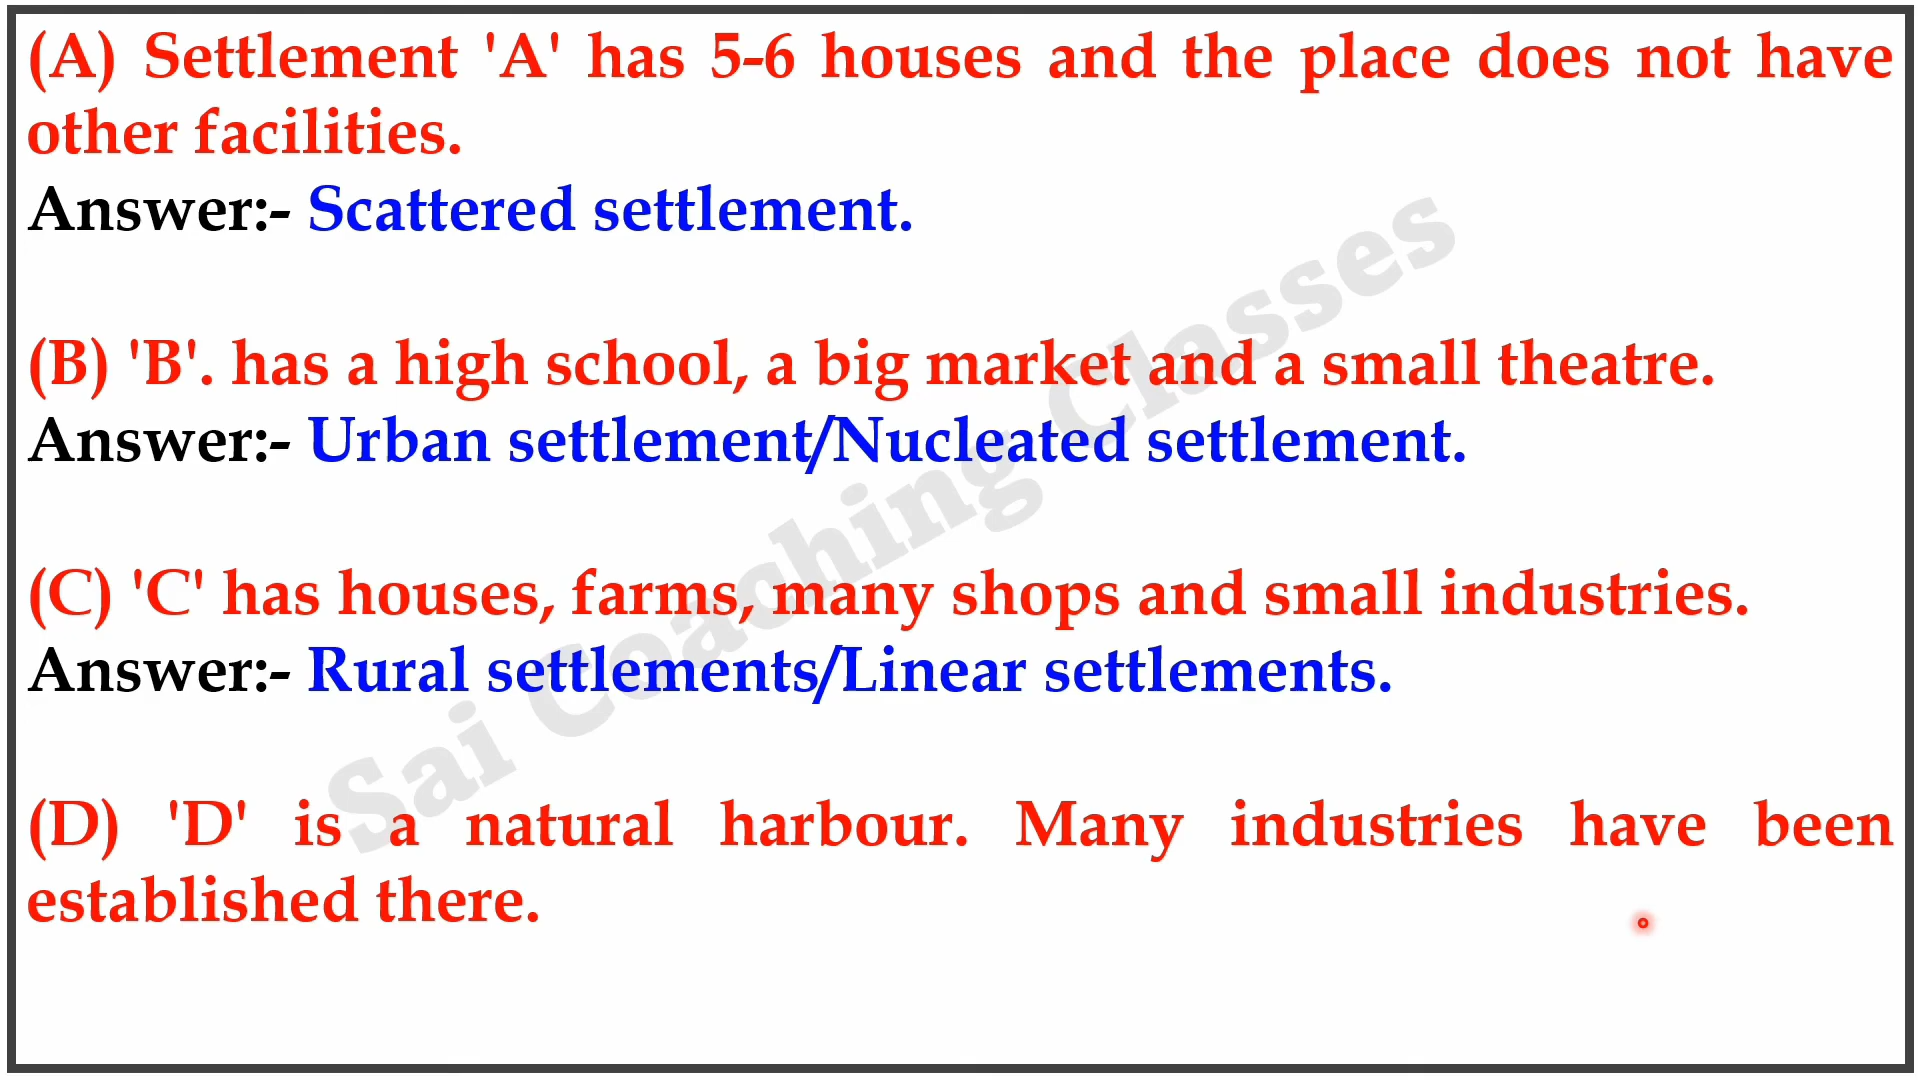 (A) Settlement 'A' has 5-6 houses and the place does not have
other facilities.
Answer:- Scattered settlement.
(B) 'B'. has a high school, a big market and a small theatre.
Answer:- Urban settlement/Nucleated settlement.
(C) 'C' has houses, farms, many shops and small industries.
Answer:- Rural settlements/Linear settlements.
(D) 'D' is a natural harbour. Many industries have been
established there.
Sai Coaching Classes